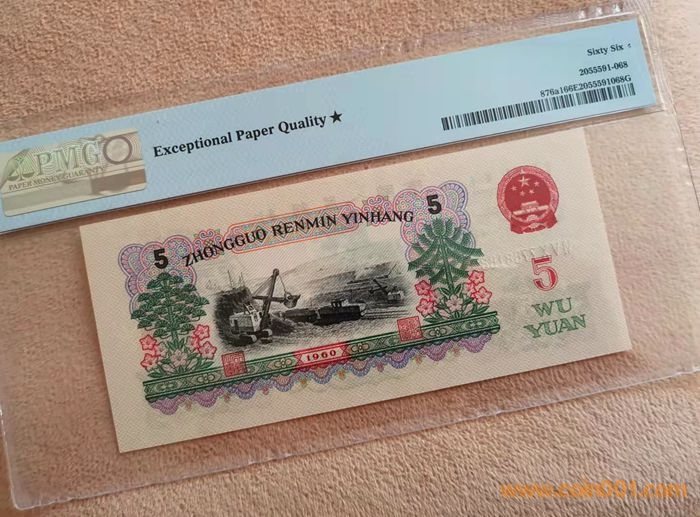 Sixty Six
2055591-068
876a166E2055591068G
Exceptional Paper Quality ★
PMG
PAPER MONEY GUARANTY
5
ZHONGGUO RENMIN YINHANG
5
5
WU
YUAN
1960
www.coin001.com